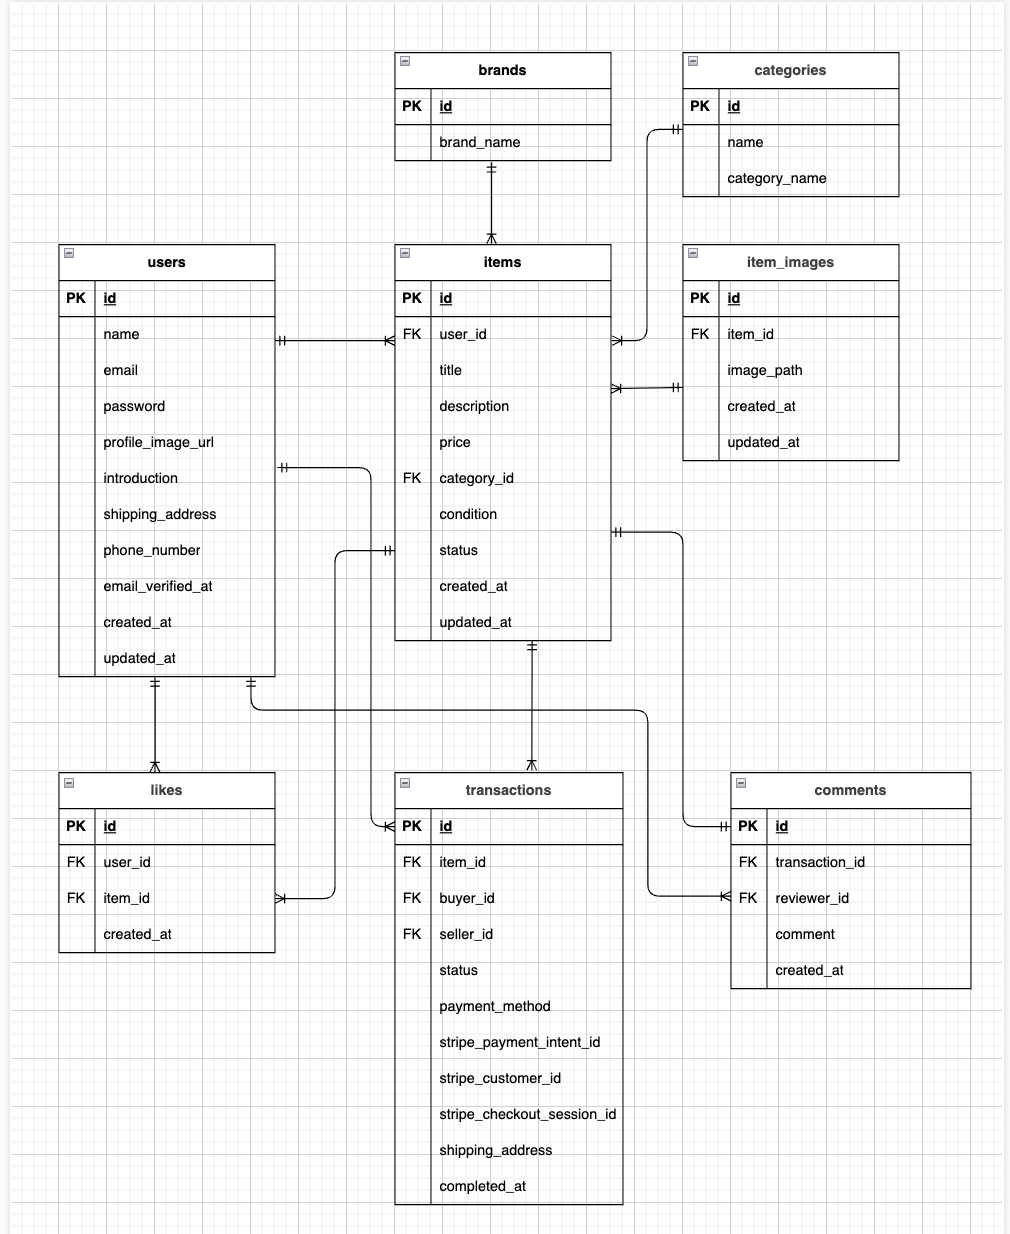 brands
PK id
brand_name
categories
PK id
name
category_name
users
PK id
name
email
password
profile_image_url
introduction
shipping_address
phone_number
email_verified_at
created_at
updated_at
items
PK id
FK user_id
title
description
price
FK category_id
condition
status
created_at
updated_at
item_images
PK id
FK item_id
image_path
created_at
updated_at
likes
PK id
FK user_id
FK item_id
created_at
transactions
PK id
FK item_id
FK buyer_id
FK seller_id
status
payment_method
stripe_payment_intent_id
stripe_customer_id
stripe_checkout_session_id
shipping_address
completed_at
comments
PK id
FK transaction_id
FK reviewer_id
comment
created_at